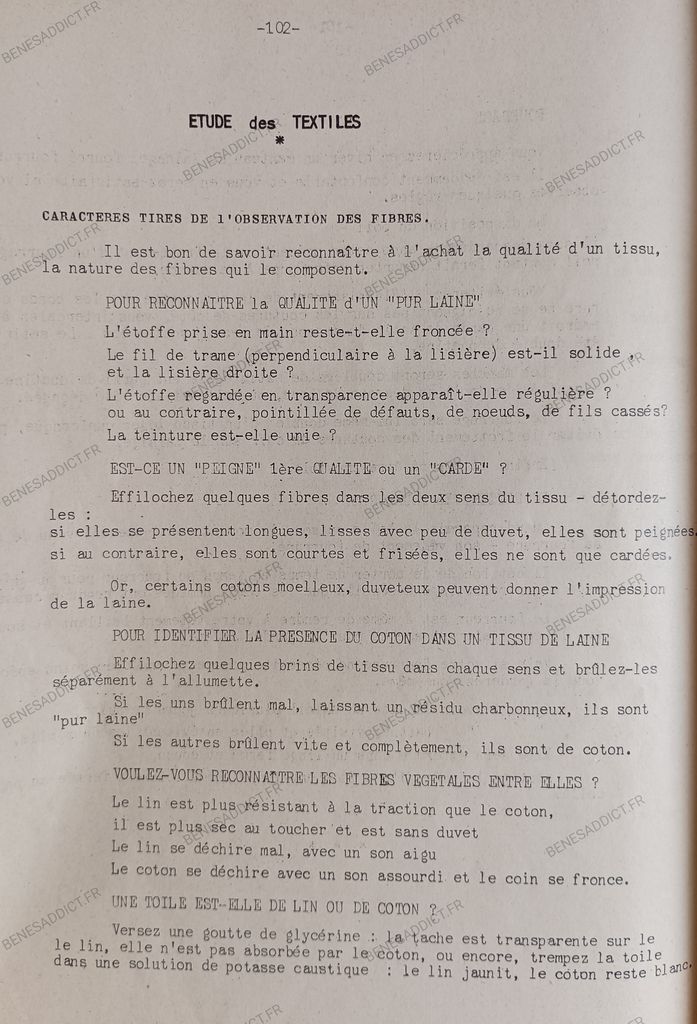 -102-
ETUDE des TEXTILES
*
CARACTERES TIRES DE l'OBSERVATION DES FIBRES.
Il est bon de savoir reconnaître à l'achat la qualité d'un tissu,
la nature des fibres qui le composent.
POUR RECONNAITRE la QUALITE d'UN "PUR LAINE"
L'étoffe prise en main reste-t-elle froncée ?
Le fil de trame (perpendiculaire à la lisière) est-il solide,
et la lisière droite ?
L'étoffe regardée en transparence apparaît-elle régulière ?
ou au contraire, pointillée de défauts, de noeuds, de fils cassés?
La teinture est-elle unie ?
EST-CE UN "PEIGNE" 1ère QUALITE ou un "CARDE" ?
Effilochez quelques fibres dans les deux sens du tissu - détordez-
les :
si elles se présentent longues, lisses avec peu de duvet, elles sont peignées.
si au contraire, elles sont courtes et frisées, elles ne sont que cardées.
Or, certains cotons moelleux, duveteux peuvent donner l'impression
de la laine.
POUR IDENTIFIER LA PRESENCE DU COTON DANS UN TISSU DE LAINE
Effilochez quelques brins de tissu dans chaque sens et brûlez-les
séparément à l'allumette.
Si les uns brûlent mal, laissant un résidu charbonneux, ils sont
"pur laine"
Si les autres brûlent vite et complètement, ils sont de coton.
VOULEZ-VOUS RECONNAITRE LES FIBRES VEGETALES ENTRE ELLES ?
Le lin est plus résistant à la traction que le coton,
il est plus sec au toucher et est sans duvet
Le lin se déchire mal, avec un son aigu
Le coton se déchire avec un son assourdi et le coin se fronce.
UNE TOILE EST-ELLE DE LIN OU DE COTON ?
Versez une goutte de glycérine : la tache est transparente sur le
le lin, elle n'est pas absorbée par le coton, ou encore, trempez la toile
dans une solution de potasse caustique : le lin jaunit, le coton reste blanc.
BENESADDICT.FR